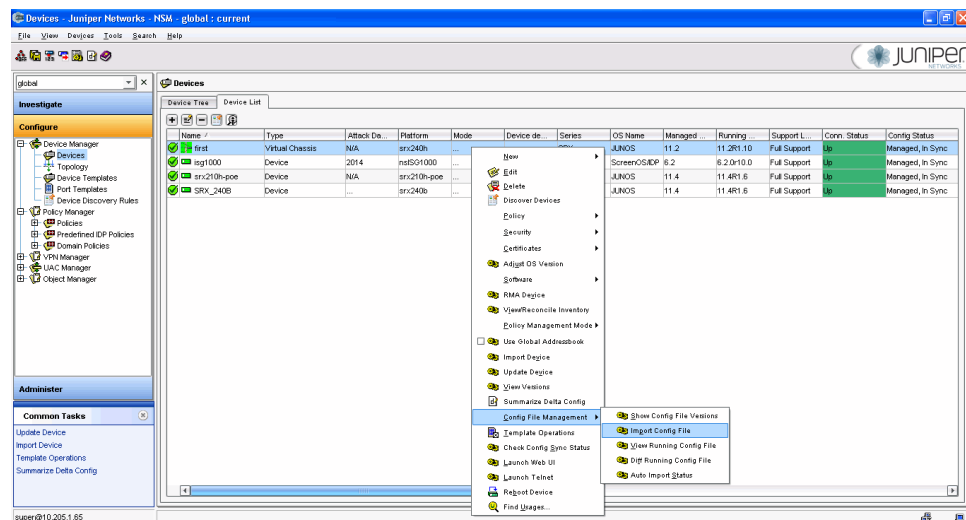 Devices - Juniper Networks - NSM - global : current
File View Devices Tools Search Help
JUNIPER
NETWORKS
global
Devices
Investigate
Device Tree Device List
Configure
Name / Type Attack Da... Platform Mode Device de... Series OS Name Managed ... Running ... Support L... Conn. Status Config Status
first Virtual Chassis N/A srx240h ... JUNOS 11.2 11.2R1.10 Full Support Up Managed, In Sync
isg1000 Device 2014 nsISG1000 ... ScreenOS/IDP 6.2 6.2.0r10.0 Full Support Up Managed, In Sync
srx210h-poe Device N/A srx210h-poe ... JUNOS 11.4 11.4R1.6 Full Support Up Managed, In Sync
SRX_240B Device ... srx240b ... JUNOS 11.4 11.4R1.6 Full Support Up Managed, In Sync
Device Manager
Devices
Topology
Device Templates
Port Templates
Device Discovery Rules
Policy Manager
Policies
Predefined IDP Policies
Domain Policies
VPN Manager
UAC Manager
Object Manager
New
Edit
Delete
Discover Devices
Policy
Security
Certificates
Adjust OS Version
Software
RMA Device
View/Reconcile Inventory
Policy Management Mode
Use Global Addressbook
Import Device
Update Device
View Versions
Summarize Delta Config
Config File Management
Template Operations
Check Config Sync Status
Launch Web UI
Launch Telnet
Reboot Device
Find Usages...
Show Config File Versions
Import Config File
View Running Config File
Diff Running Config File
Auto Import Status
Administer
Common Tasks
Update Device
Import Device
Template Operations
Summarize Delta Config
super@10.205.1.65